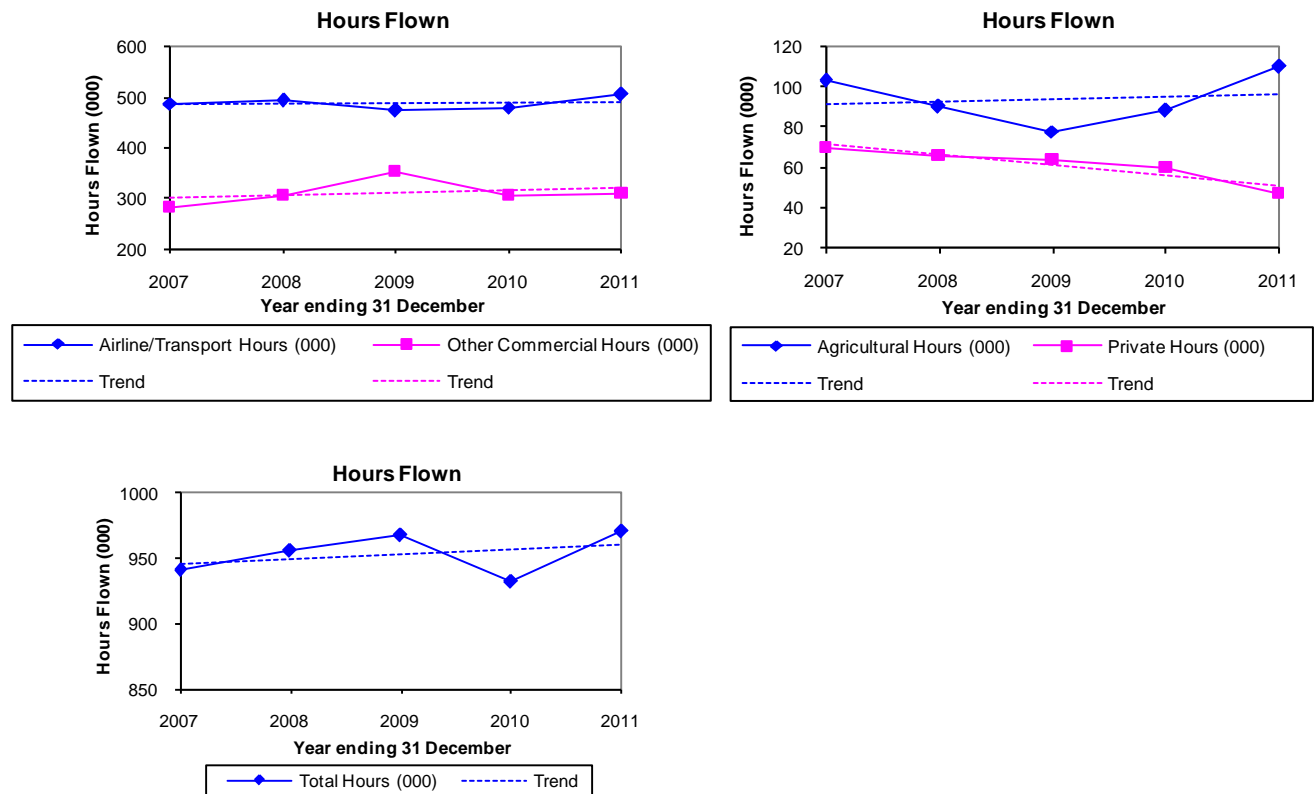 Hours Flown
600
500
400
300
200
Hours Flown (000)
2007 2008 2009 2010 2011
Year ending 31 December
Airline/Transport Hours (000) Other Commercial Hours (000)
Trend Trend
Hours Flown
120
100
80
60
40
20
Hours Flown (000)
2007 2008 2009 2010 2011
Year ending 31 December
Agricultural Hours (000) Private Hours (000)
Trend Trend
Hours Flown
1000
950
900
850
Hours Flown (000)
2007 2008 2009 2010 2011
Year ending 31 December
Total Hours (000) Trend